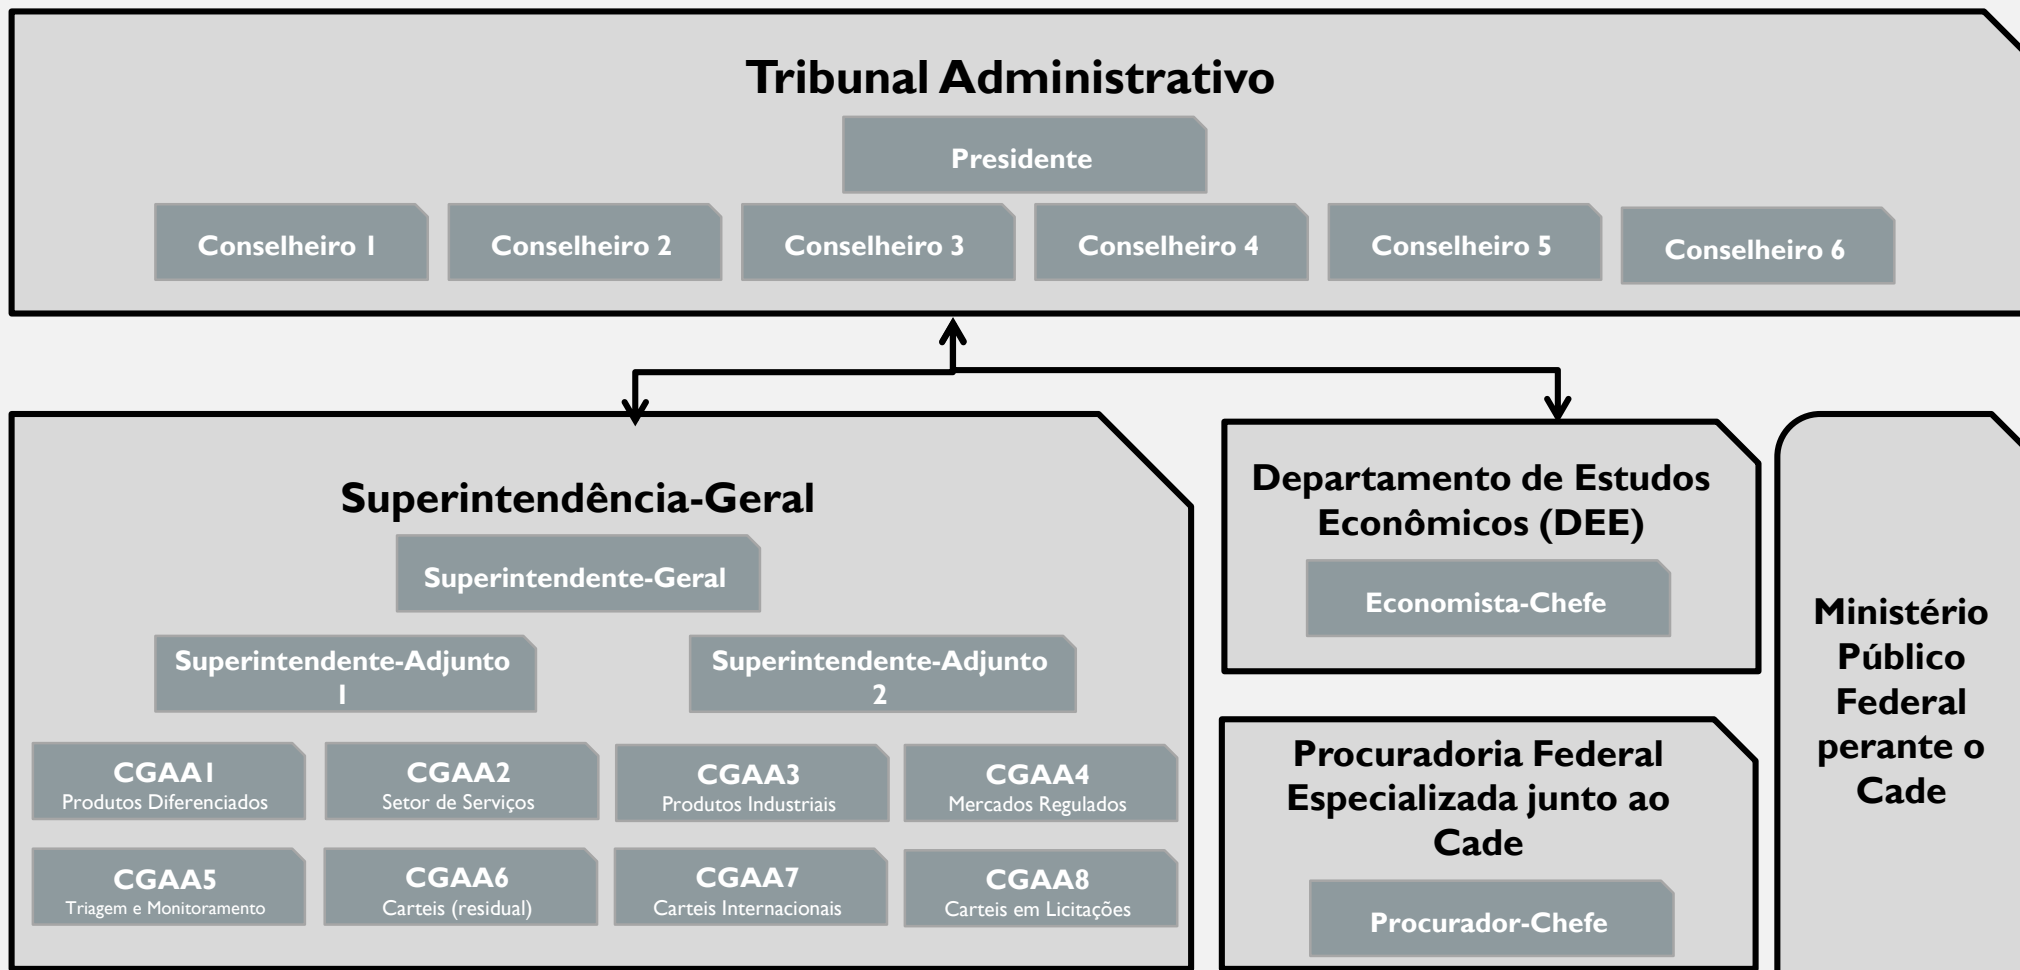 Tribunal Administrativo
Presidente
Conselheiro 1
Conselheiro 2
Conselheiro 3
Conselheiro 4
Conselheiro 5
Conselheiro 6
Superintendência-Geral
Superintendente-Geral
Superintendente-Adjunto
1
Superintendente-Adjunto
2
CGAA1
Produtos Diferenciados
CGAA2
Setor de Serviços
CGAA3
Produtos Industriais
CGAA4
Mercados Regulados
CGAA5
Triagem e Monitoramento
CGAA6
Carteis (residual)
CGAA7
Carteis Internacionais
CGAA8
Carteis em Licitações
Departamento de Estudos
Econômicos (DEE)
Economista-Chefe
Procuradoria Federal
Especializada junto ao
Cade
Procurador-Chefe
Ministério
Público
Federal
perante o
Cade